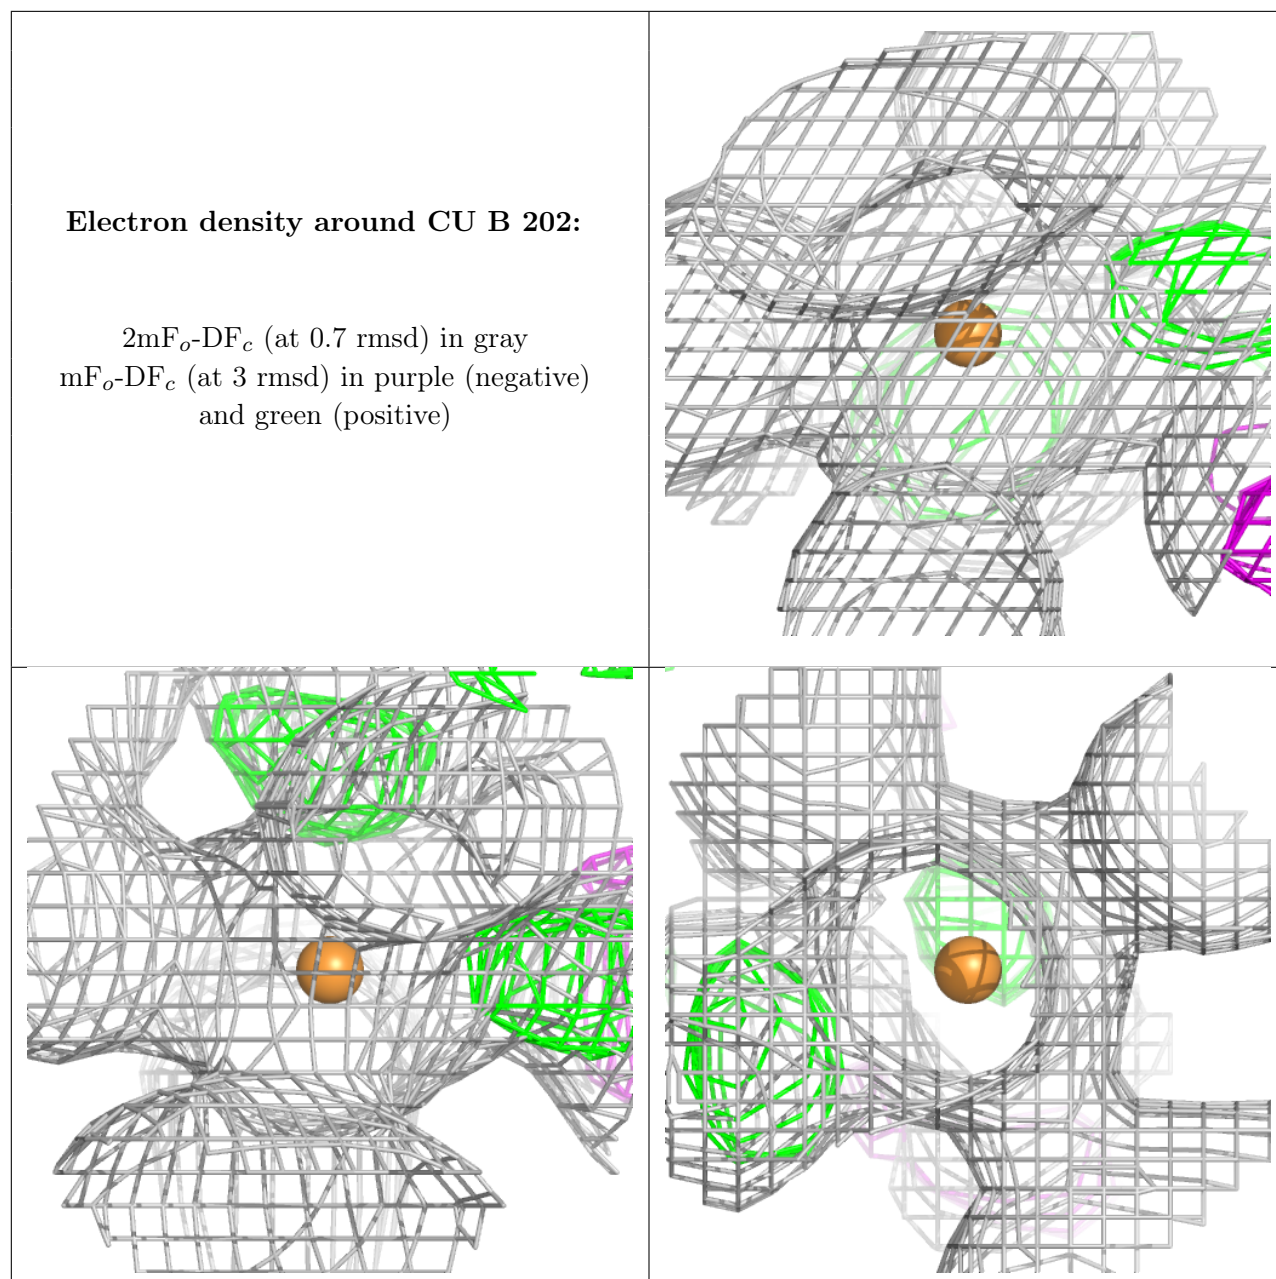 Electron density around CU B 202:
2mFo-DFc (at 0.7 rmsd) in gray
mFo-DFc (at 3 rmsd) in purple (negative)
and green (positive)